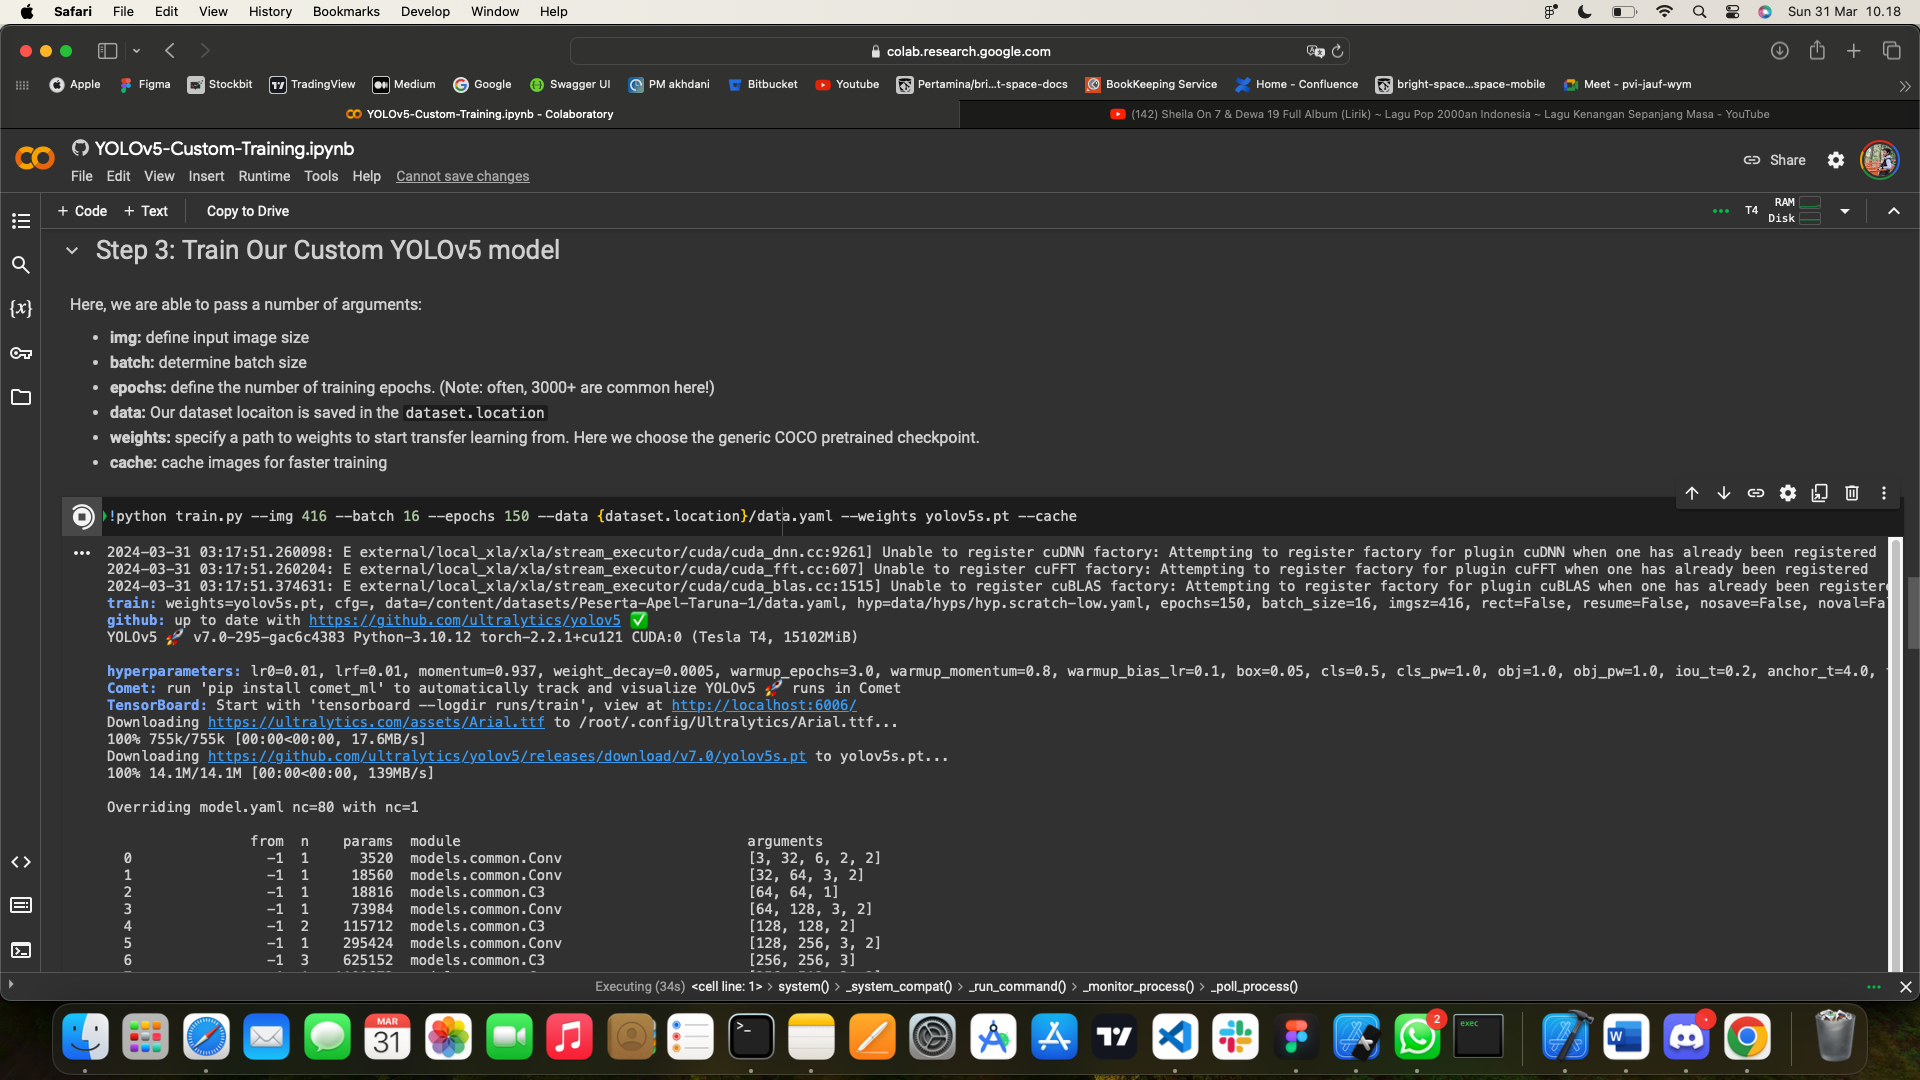 Safari File Edit View History Bookmarks Develop Window Help Sun 31 Mar 10.18
colab.research.google.com
Apple Figma Stockbit TradingView Medium Google Swagger UI PM akhdani Bitbucket Youtube Pertamina/bri...t-space-docs BookKeeping Service Home - Confluence bright-space...space-mobile Meet - pvi-jauf-wym
YOLOv5-Custom-Training.ipynb - Colaboratory
(142) Sheila On 7 & Dewa 19 Full Album (Lirik) ~ Lagu Pop 2000an Indonesia ~ Lagu Kenangan Sepanjang Masa - YouTube
YOLOv5-Custom-Training.ipynb
Share
File Edit View Insert Runtime Tools Help Cannot save changes
+ Code + Text Copy to Drive
T4 RAM
Disk
Step 3: Train Our Custom YOLOv5 model
Here, we are able to pass a number of arguments:
• img: define input image size
• batch: determine batch size
• epochs: define the number of training epochs. (Note: often, 3000+ are common here!)
• data: Our dataset locaiton is saved in the dataset.location
• weights: specify a path to weights to start transfer learning from. Here we choose the generic COCO pretrained checkpoint.
• cache: cache images for faster training
!python train.py --img 416 --batch 16 --epochs 150 --data {dataset.location}/data.yaml --weights yolov5s.pt --cache
2024-03-31 03:17:51.260098: E external/local_xla/xla/stream_executor/cuda/cuda_dnn.cc:9261] Unable to register cuDNN factory: Attempting to register factory for plugin cuDNN when one has already been registered
2024-03-31 03:17:51.260204: E external/local_xla/xla/stream_executor/cuda/cuda_fft.cc:607] Unable to register cuFFT factory: Attempting to register factory for plugin cuFFT when one has already been registered
2024-03-31 03:17:51.374631: E external/local_xla/xla/stream_executor/cuda/cuda_blas.cc:1515] Unable to register cuBLAS factory: Attempting to register factory for plugin cuBLAS when one has already been registere
train: weights=yolov5s.pt, cfg=, data=/content/datasets/Peserta-Apel-Taruna-1/data.yaml, hyp=data/hyps/hyp.scratch-low.yaml, epochs=150, batch_size=16, imgsz=416, rect=False, resume=False, nosave=False, noval=Fa
github: up to date with https://github.com/ultralytics/yolov5 ✅
YOLOv5 🚀 v7.0-295-gac6c4383 Python-3.10.12 torch-2.2.1+cu121 CUDA:0 (Tesla T4, 15102MiB)
hyperparameters: lr0=0.01, lrf=0.01, momentum=0.937, weight_decay=0.0005, warmup_epochs=3.0, warmup_momentum=0.8, warmup_bias_lr=0.1, box=0.05, cls=0.5, cls_pw=1.0, obj=1.0, obj_pw=1.0, iou_t=0.2, anchor_t=4.0,
Comet: run 'pip install comet_ml' to automatically track and visualize YOLOv5 🚀 runs in Comet
TensorBoard: Start with 'tensorboard --logdir runs/train', view at http://localhost:6006/
Downloading https://ultralytics.com/assets/Arial.ttf to /root/.config/Ultralytics/Arial.ttf...
100% 755k/755k [00:00<00:00, 17.6MB/s]
Downloading https://github.com/ultralytics/yolov5/releases/download/v7.0/yolov5s.pt to yolov5s.pt...
100% 14.1M/14.1M [00:00<00:00, 139MB/s]
Overriding model.yaml nc=80 with nc=1
from n params module arguments
0 -1 1 3520 models.common.Conv [3, 32, 6, 2, 2]
1 -1 1 18560 models.common.Conv [32, 64, 3, 2]
2 -1 1 18816 models.common.C3 [64, 64, 1]
3 -1 1 73984 models.common.Conv [64, 128, 3, 2]
4 -1 2 115712 models.common.C3 [128, 128, 2]
5 -1 1 295424 models.common.Conv [128, 256, 3, 2]
6 -1 3 625152 models.common.C3 [256, 256, 3]
Executing (34s) <cell line: 1> > system() > _system_compat() > _run_command() > _monitor_process() > _poll_process()
MAR
31
2
exec
W